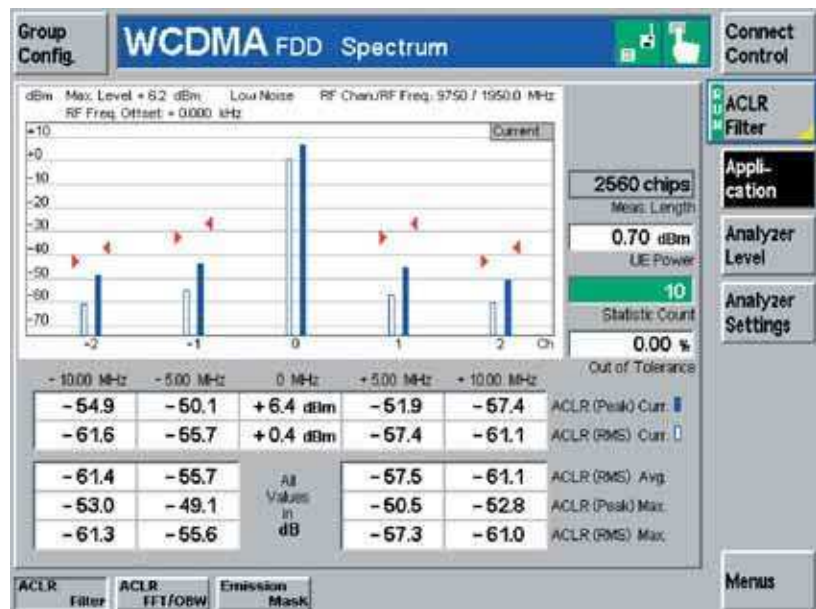 Group
Config.
WCDMA FDD Spectrum
Connect
Control
dBm Max. Level + 6.2 dBm Low Noise RF Chan./RF Freq. 9750 / 1950.0 MHz
RF Freq. Offset + 0.000 kHz
RUN
ACLR
Filter
Current
+10
+0
-10
-20
-30
-40
-50
-60
-70
-2 -1 0 1 2 Ch
2560 chips
Meas. Length
0.70 dBm
UE Power
10
Statistic Count
0.00 %
Out of Tolerance
Appli-
cation
Analyzer
Level
Analyzer
Settings
- 10.00 MHz - 5.00 MHz 0 MHz + 5.00 MHz + 10.00 MHz
- 54.9 - 50.1 + 6.4 dBm - 51.9 - 57.4 ACLR (Peak) Curr.
- 61.6 - 55.7 + 0.4 dBm - 57.4 - 61.1 ACLR (RMS) Curr.
- 61.4 - 55.7 - 57.5 - 61.1 ACLR (RMS) Avg.
- 53.0 - 49.1 - 50.5 - 52.8 ACLR (Peak) Max.
- 61.3 - 55.6 - 57.3 - 61.0 ACLR (RMS) Max.
All
Values
in
dB
ACLR
Filter
ACLR
FFT/OBW
Emission
Mask
Menus